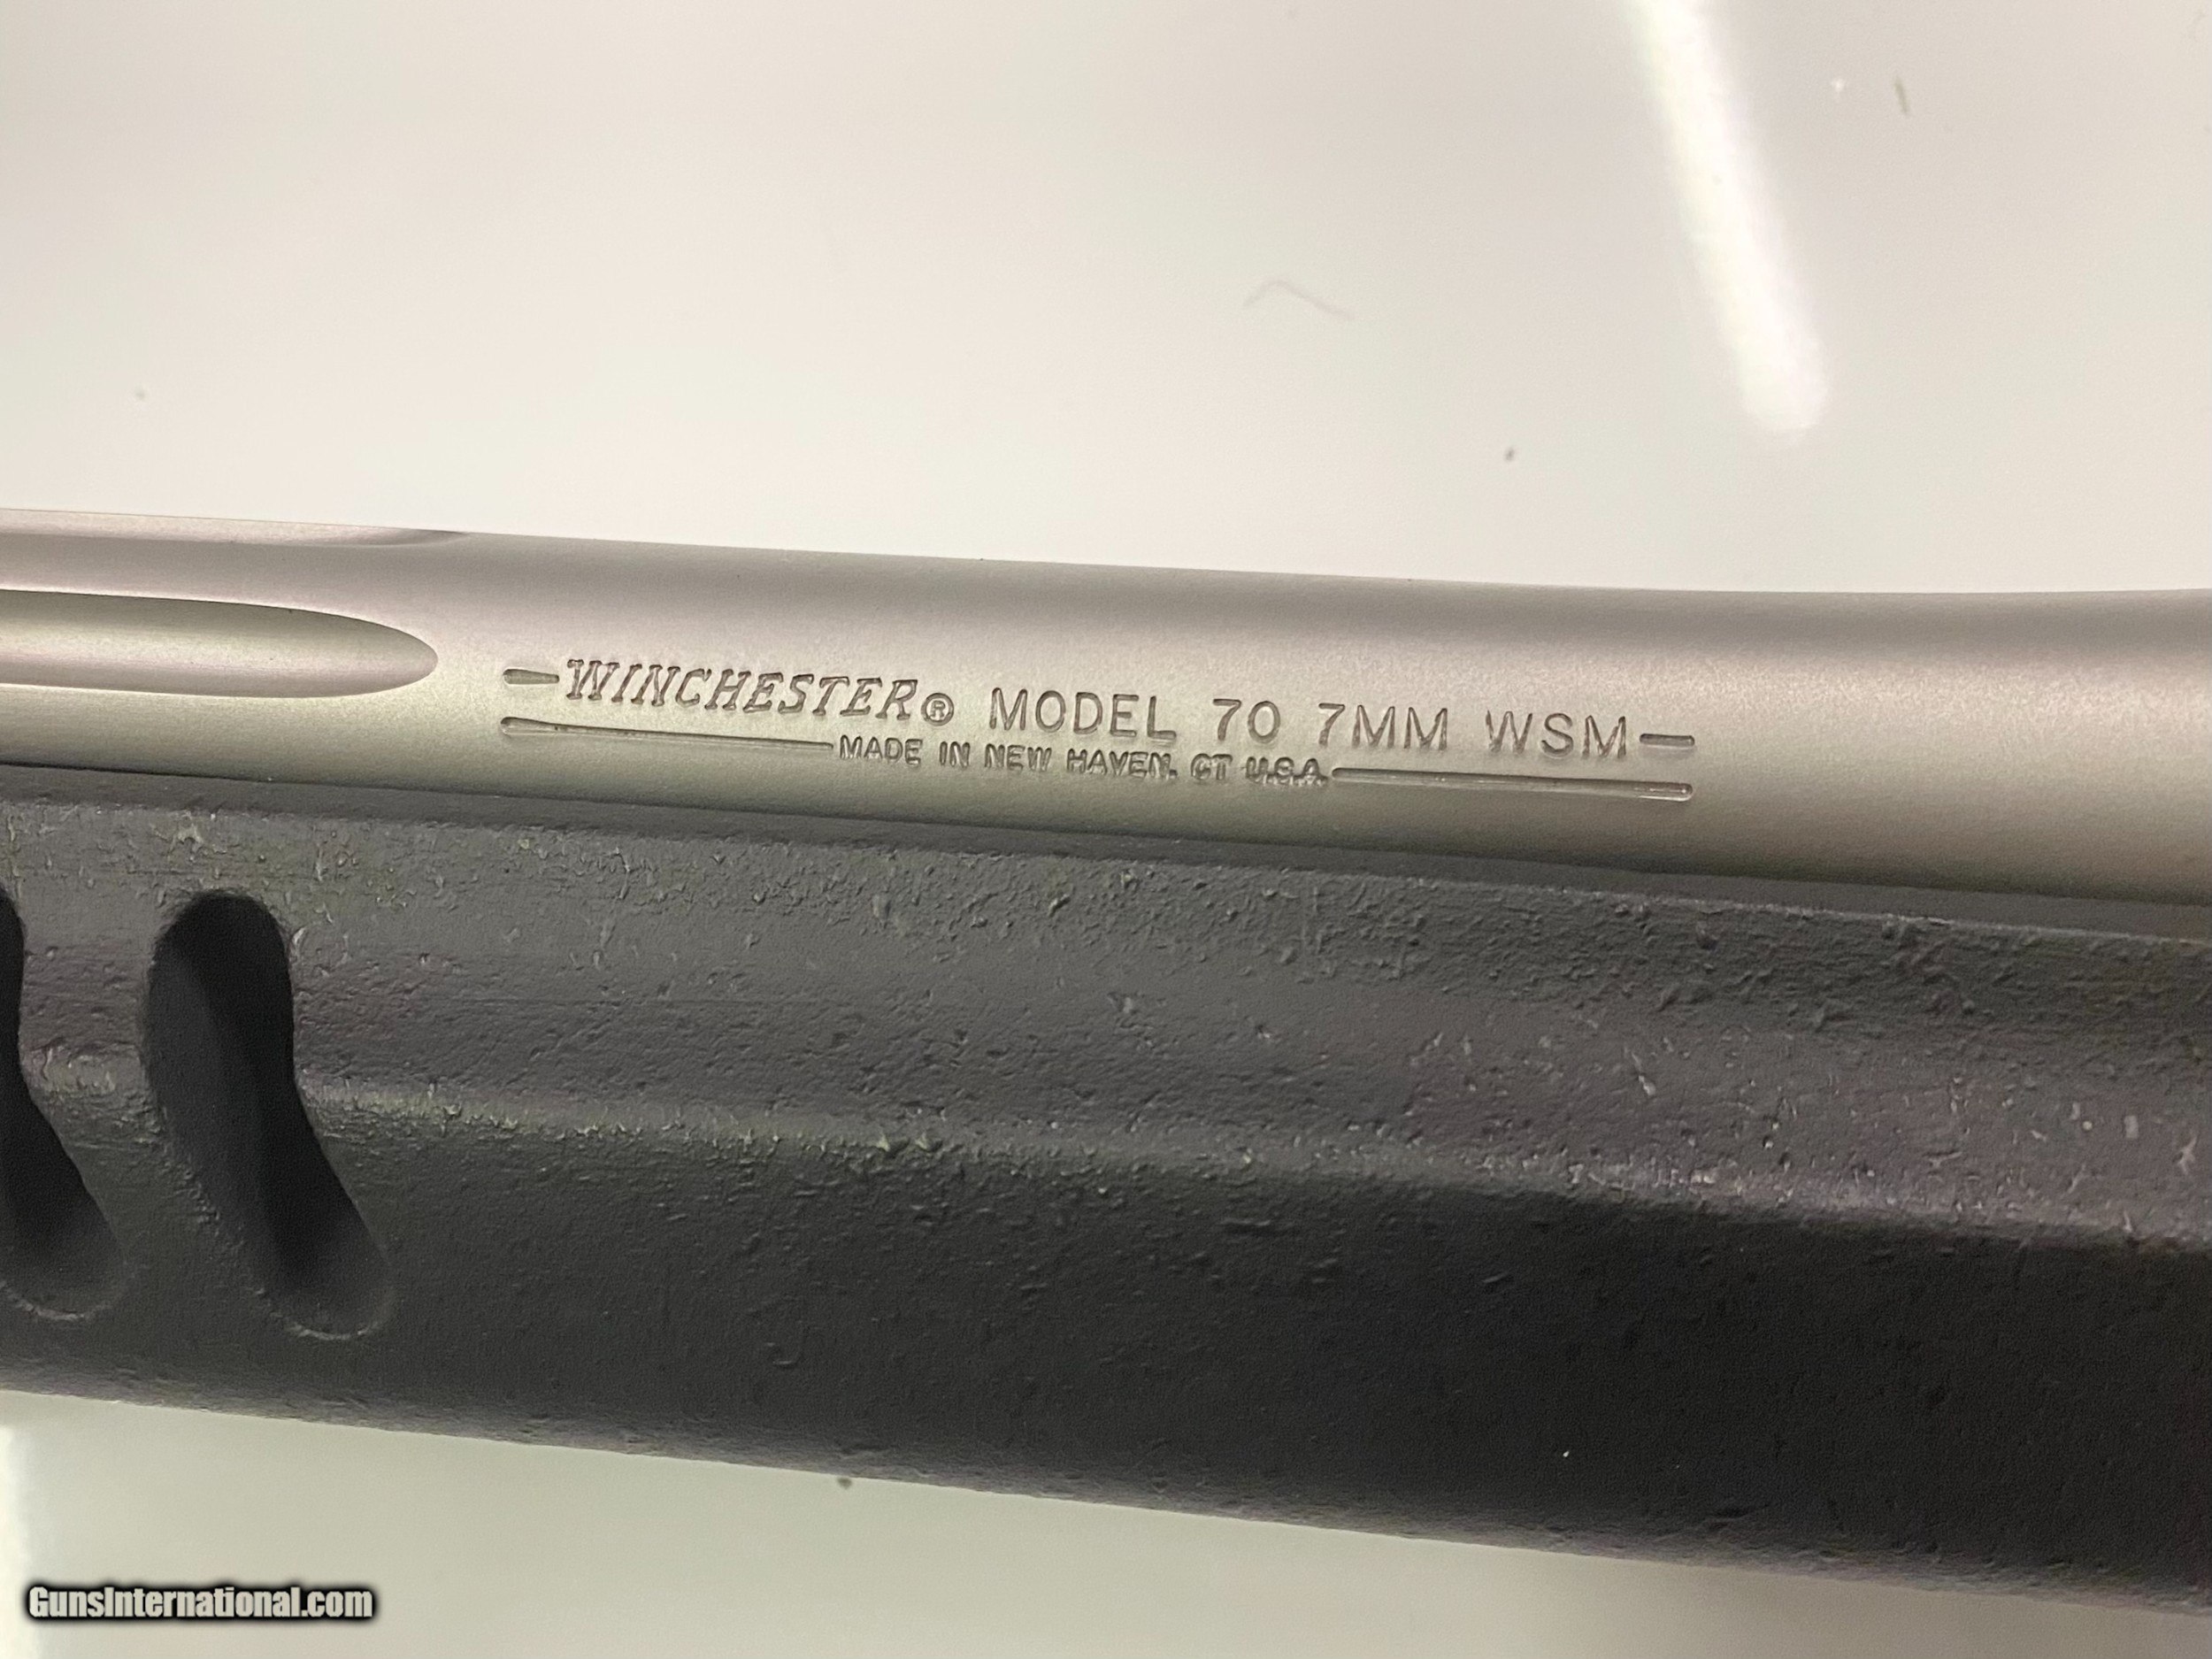 WINCHESTER® MODEL 70 7MM WSM
MADE IN NEW HAVEN, CT U.S.A.
GunsInternational.com